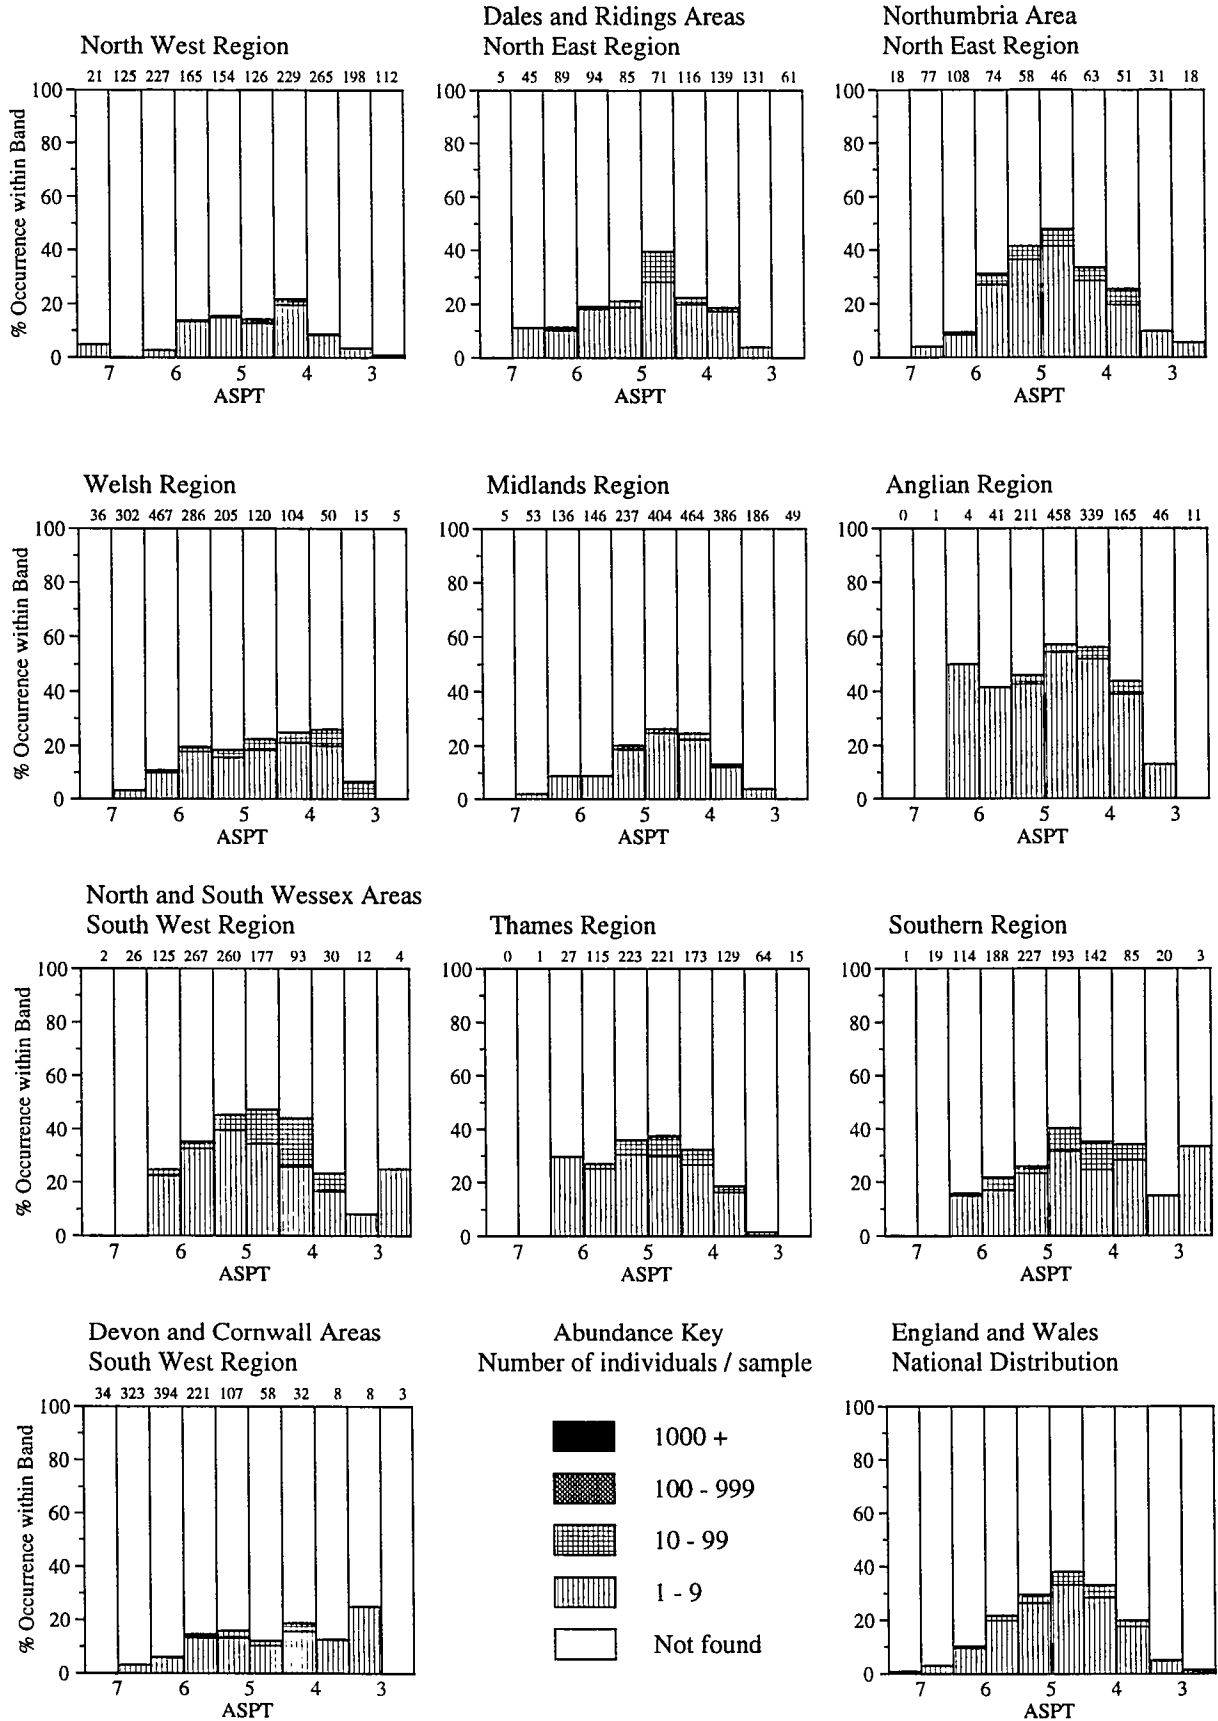 Dales and Ridings Areas
Northumbria Area
North West Region
North East Region
North East Region
21 125 227 165 154 126 229 265 198 112
5 45 89 94 85 71 116 139 131 61
18 77 108 74 58 46 63 51 31 18
% Occurrence within Band
100
80
60
40
20
0
100
80
60
40
20
0
100
80
60
40
20
0
7 6 5 4 3
7 6 5 4 3
7 6 5 4 3
ASPT
ASPT
ASPT
Welsh Region
Midlands Region
Anglian Region
36 302 467 286 205 120 104 50 15 5
5 53 136 146 237 404 464 386 186 49
0 1 4 41 211 458 339 165 46 11
% Occurrence within Band
100
80
60
40
20
0
100
80
60
40
20
0
100
80
60
40
20
0
7 6 5 4 3
7 6 5 4 3
7 6 5 4 3
ASPT
ASPT
ASPT
North and South Wessex Areas
South West Region
Thames Region
Southern Region
2 26 125 267 260 177 93 30 12 4
0 1 27 115 223 221 173 129 64 15
1 19 114 188 227 193 142 85 20 3
% Occurrence within Band
100
80
60
40
20
0
100
80
60
40
20
0
100
80
60
40
20
0
7 6 5 4 3
7 6 5 4 3
7 6 5 4 3
ASPT
ASPT
ASPT
Devon and Cornwall Areas
South West Region
34 323 394 221 107 58 32 8 8 3
% Occurrence within Band
100
80
60
40
20
0
7 6 5 4 3
ASPT
Abundance Key
Number of individuals / sample
1000 +
100 - 999
10 - 99
1 - 9
Not found
England and Wales
National Distribution
100
80
60
40
20
0
7 6 5 4 3
ASPT